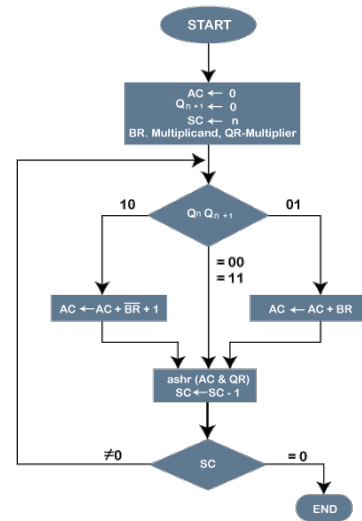 START
AC ← 0
Qn+1 ← 0
SC ← n
BR. Multiplicand, QR-Multiplier
10
Qn Qn+1
01
= 00
= 11
AC ← AC + B̅R̅ + 1
AC ← AC + BR
ashr (AC & QR)
SC ← SC - 1
≠0
SC
= 0
END